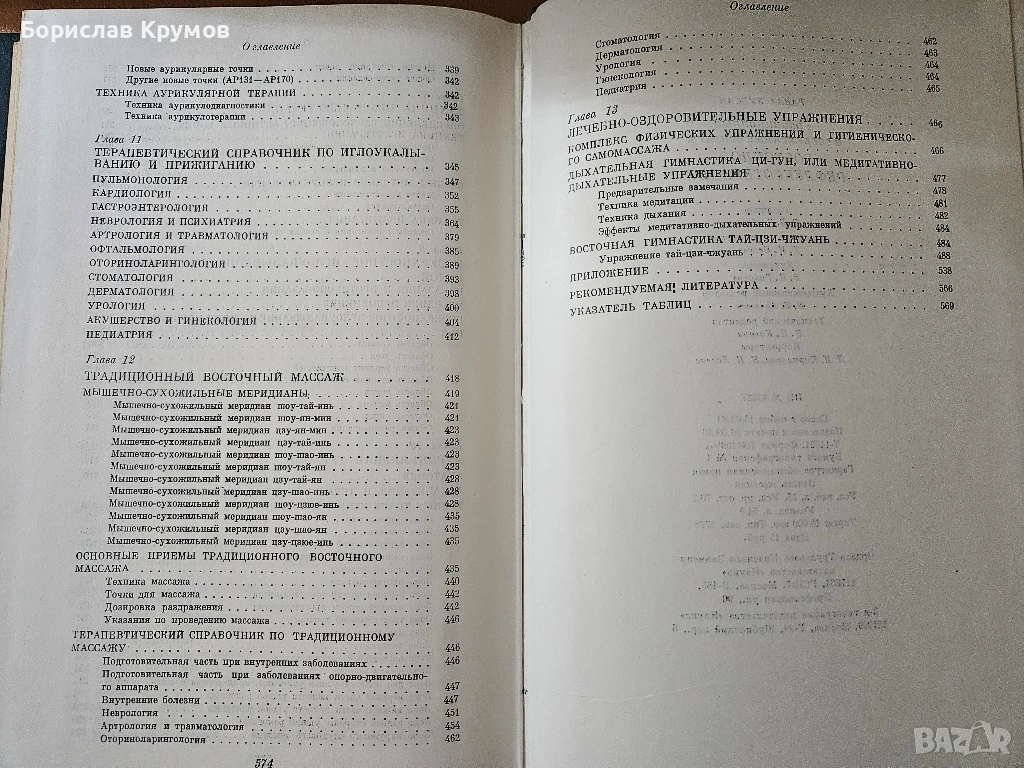 Борислав Крумов
Оглавление
Новые аурикулярные точки . . . 339
Другие новые точки (АР131—АР170) . . . 342
ТЕХНИКА АУРИКУЛЯРНОЙ ТЕРАПИИ . . . 342
Техника аурикулодиагностики . . . 342
Техника аурикулотерапии . . . 343
Глава 11
ТЕРАПЕВТИЧЕСКИЙ СПРАВОЧНИК ПО ИГЛОУКАЛЫ-
ВАНИЮ И ПРИЖИГАНИЮ . . . 345
ПУЛЬМОНОЛОГИЯ . . . 347
КАРДИОЛОГИЯ . . . 352
ГАСТРОЭНТЕРОЛОГИЯ . . . 355
НЕВРОЛОГИЯ И ПСИХИАТРИЯ . . . 364
АРТРОЛОГИЯ И ТРАВМАТОЛОГИЯ . . . 379
ОФТАЛЬМОЛОГИЯ . . . 385
ОТОРИНОЛАРИНГОЛОГИЯ . . . 389
СТОМАТОЛОГИЯ . . . 393
ДЕРМАТОЛОГИЯ . . . 398
УРОЛОГИЯ . . . 400
АКУШЕРСТВО И ГИНЕКОЛОГИЯ . . . 404
ПЕДИАТРИЯ . . . 412
Глава 12
ТРАДИЦИОННЫЙ ВОСТОЧНЫЙ МАССАЖ . . . 418
МЫШЕЧНО-СУХОЖИЛЬНЫЕ МЕРИДИАНЫ . . . 419
Мышечно-сухожильный меридиан шоу-тай-инь . . . 421
Мышечно-сухожильный меридиан шоу-ян-мин . . . 421
Мышечно-сухожильный меридиан цзу-ян-мин . . . 423
Мышечно-сухожильный меридиан цзу-тай-инь . . . 423
Мышечно-сухожильный меридиан шоу-шао-инь . . . 423
Мышечно-сухожильный меридиан шоу-тай-ян . . . 423
Мышечно-сухожильный меридиан цзу-тай-ян . . . 428
Мышечно-сухожильный меридиан цзу-шао-инь . . . 428
Мышечно-сухожильный меридиан шоу-цзюе-инь . . . 428
Мышечно-сухожильный меридиан шоу-шао-ян . . . 435
Мышечно-сухожильный меридиан цзу-шао-ян . . . 435
Мышечно-сухожильный меридиан цзу-цзюе-инь . . . 435
ОСНОВНЫЕ ПРИЕМЫ ТРАДИЦИОННОГО ВОСТОЧНОГО
МАССАЖА . . . 435
Техника массажа . . . 440
Точки для массажа . . . 442
Дозировка раздражения . . . 442
Указания по проведению массажа . . . 446
ТЕРАПЕВТИЧЕСКИЙ СПРАВОЧНИК ПО ТРАДИЦИОННОМУ
МАССАЖУ . . . 446
Подготовительная часть при внутренних заболеваниях . . . 446
Подготовительная часть при заболеваниях опорно-двигательно-
го аппарата . . . 447
Внутренние болезни . . . 447
Неврология . . . 451
Артрология и травматология . . . 454
Оториноларингология . . . 462
574
Оглавление
Стоматология . . . 462
Дерматология . . . 463
Урология . . . 464
Гинекология . . . 464
Педиатрия . . . 465
Глава 13
ЛЕЧЕБНО-ОЗДОРОВИТЕЛЬНЫЕ УПРАЖНЕНИЯ . . . 466
КОМПЛЕКС ФИЗИЧЕСКИХ УПРАЖНЕНИЙ И ГИГИЕНИЧЕСКО-
ГО САМОМАССАЖА . . . 466
ДЫХАТЕЛЬНАЯ ГИМНАСТИКА ЦИ-ГУН, ИЛИ МЕДИТАТИВНО-
ДЫХАТЕЛЬНЫЕ УПРАЖНЕНИЯ . . . 477
Предварительные замечания . . . 478
Техника медитации . . . 481
Техника дыхания . . . 482
Эффекты медитативно-дыхательных упражнений . . . 484
ВОСТОЧНАЯ ГИМНАСТИКА ТАЙ-ЦЗИ-ЧЖУАНЬ . . . 484
Упражнение тай-цзи-чжуань . . . 488
ПРИЛОЖЕНИЕ . . . 538
РЕКОМЕНДУЕМАЯ ЛИТЕРАТУРА . . . 566
УКАЗАТЕЛЬ ТАБЛИЦ . . . 569
BAZAR